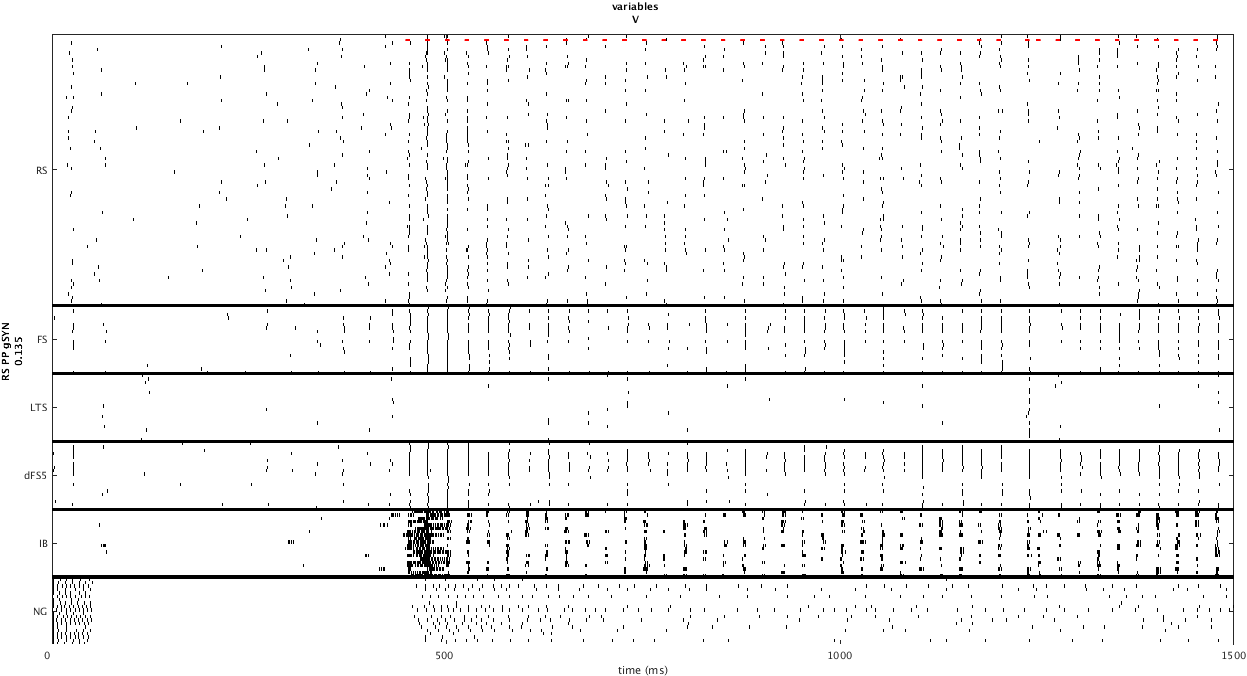 variables
V
RS
FS
LTS
dFS5
IB
NG
RS PP gSYN
0.135
0
500
1000
1500
time (ms)